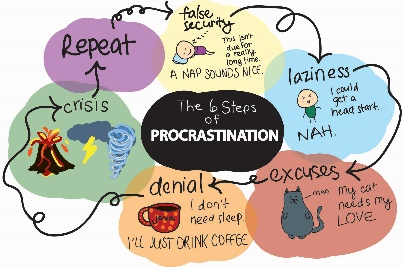 The 6 Steps
of
PROCRASTINATION
false
security
This isn't
due for
a really
long time.
A NAP SOUNDS NICE.
laziness
I could
get a
head start.
NAH.
excuses
man
my cat
needs my
LOVE.
denial
java
I don't
need sleep.
I'LL JUST DRINK COFFEE
crisis
Repeat